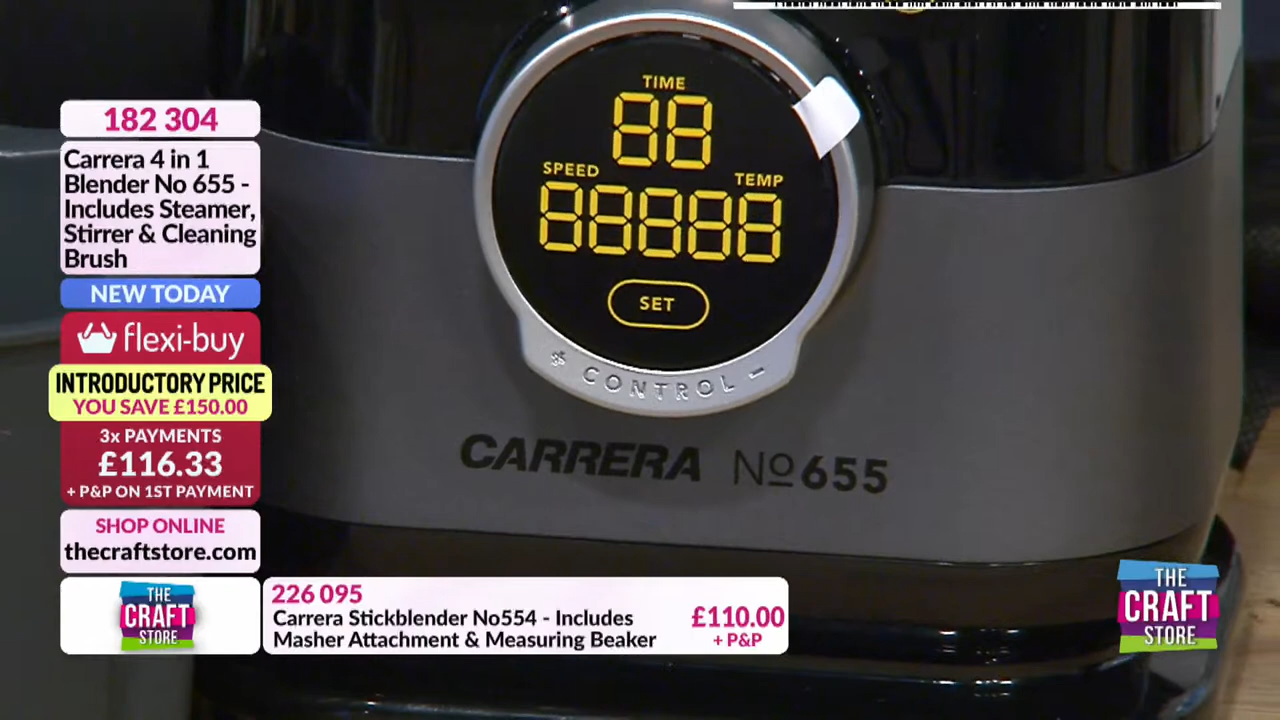 182 304
Carrera 4 in 1
Blender No 655 -
Includes Steamer,
Stirrer & Cleaning
Brush
NEW TODAY
flexi-buy
INTRODUCTORY PRICE
YOU SAVE £150.00
3x PAYMENTS
£116.33
+ P&P ON 1ST PAYMENT
SHOP ONLINE
thecraftstore.com
THE
CRAFT
STORE
226 095
Carrera Stickblender No554 - Includes
Masher Attachment & Measuring Beaker
£110.00
+ P&P
TIME
88
SPEED
TEMP
88888
SET
CONTROL -
CARRERA No655
THE
CRAFT
STORE